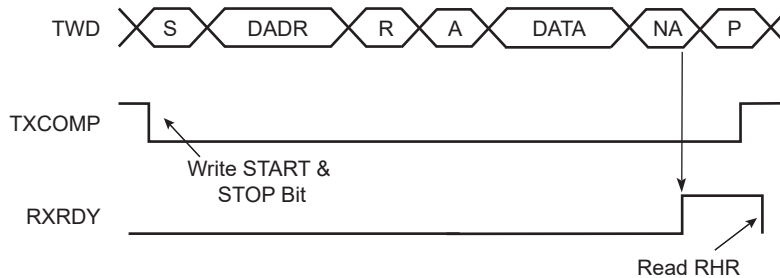 TWD S DADR R A DATA NA P
TXCOMP
Write START &
STOP Bit
RXRDY
Read RHR